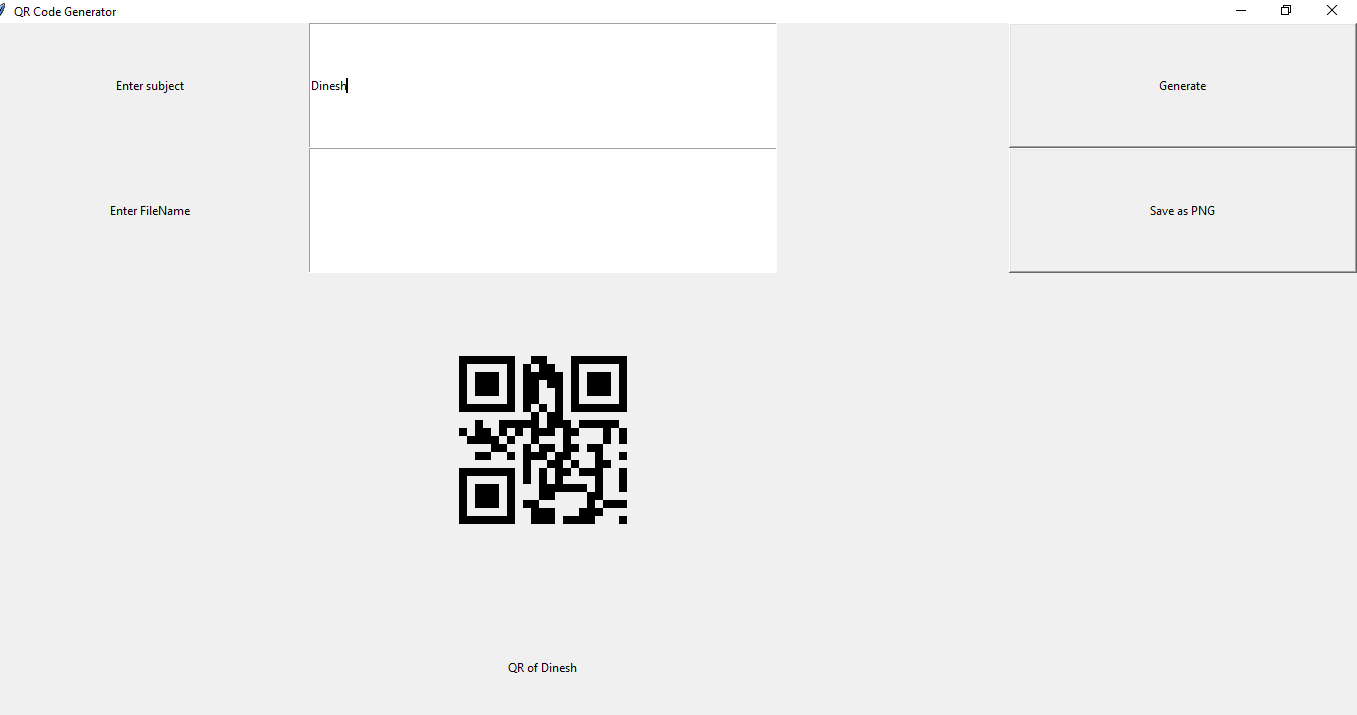 QR Code Generator
Enter subject
Dinesh
Generate
Enter FileName
Save as PNG
QR of Dinesh